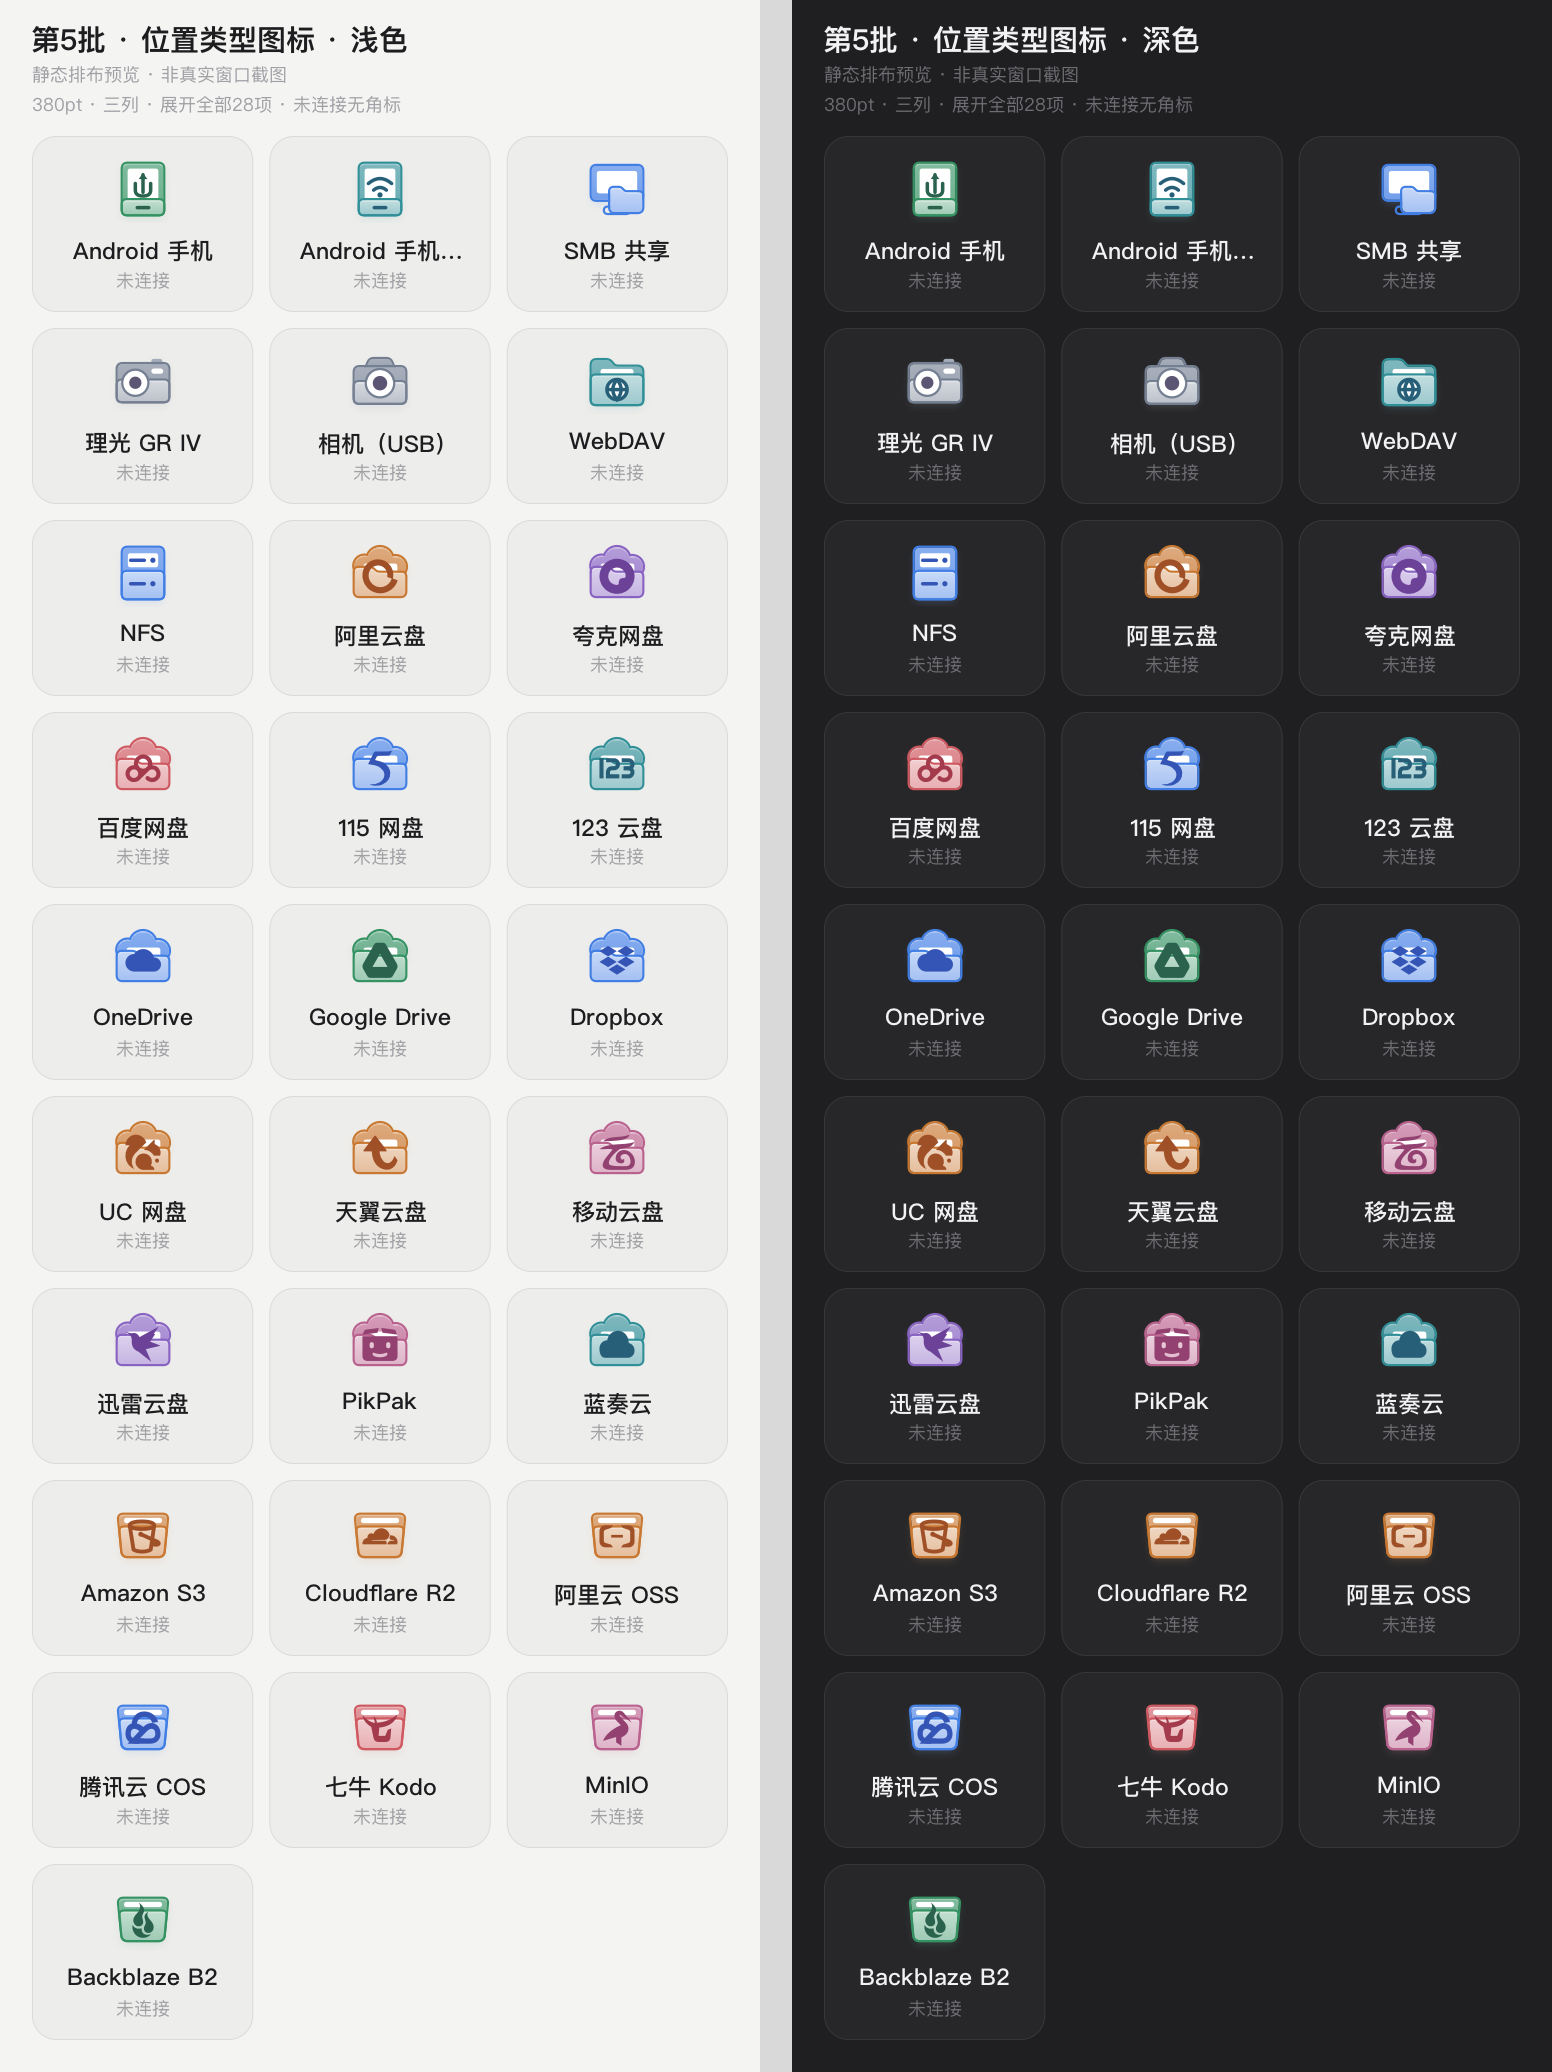 第5批 · 位置类型图标 · 浅色
静态排布预览 · 非真实窗口截图
380pt · 三列 · 展开全部28项 · 未连接无角标
Android 手机
未连接
Android 手机...
未连接
SMB 共享
未连接
理光 GR IV
未连接
相机（USB）
未连接
WebDAV
未连接
NFS
未连接
阿里云盘
未连接
夸克网盘
未连接
百度网盘
未连接
5
115 网盘
未连接
123
123 云盘
未连接
OneDrive
未连接
Google Drive
未连接
Dropbox
未连接
UC 网盘
未连接
天翼云盘
未连接
移动云盘
未连接
迅雷云盘
未连接
PikPak
未连接
蓝奏云
未连接
Amazon S3
未连接
Cloudflare R2
未连接
阿里云 OSS
未连接
腾讯云 COS
未连接
七牛 Kodo
未连接
MinIO
未连接
Backblaze B2
未连接
第5批 · 位置类型图标 · 深色
静态排布预览 · 非真实窗口截图
380pt · 三列 · 展开全部28项 · 未连接无角标
Android 手机
未连接
Android 手机...
未连接
SMB 共享
未连接
理光 GR IV
未连接
相机（USB）
未连接
WebDAV
未连接
NFS
未连接
阿里云盘
未连接
夸克网盘
未连接
百度网盘
未连接
5
115 网盘
未连接
123
123 云盘
未连接
OneDrive
未连接
Google Drive
未连接
Dropbox
未连接
UC 网盘
未连接
天翼云盘
未连接
移动云盘
未连接
迅雷云盘
未连接
PikPak
未连接
蓝奏云
未连接
Amazon S3
未连接
Cloudflare R2
未连接
阿里云 OSS
未连接
腾讯云 COS
未连接
七牛 Kodo
未连接
MinIO
未连接
Backblaze B2
未连接